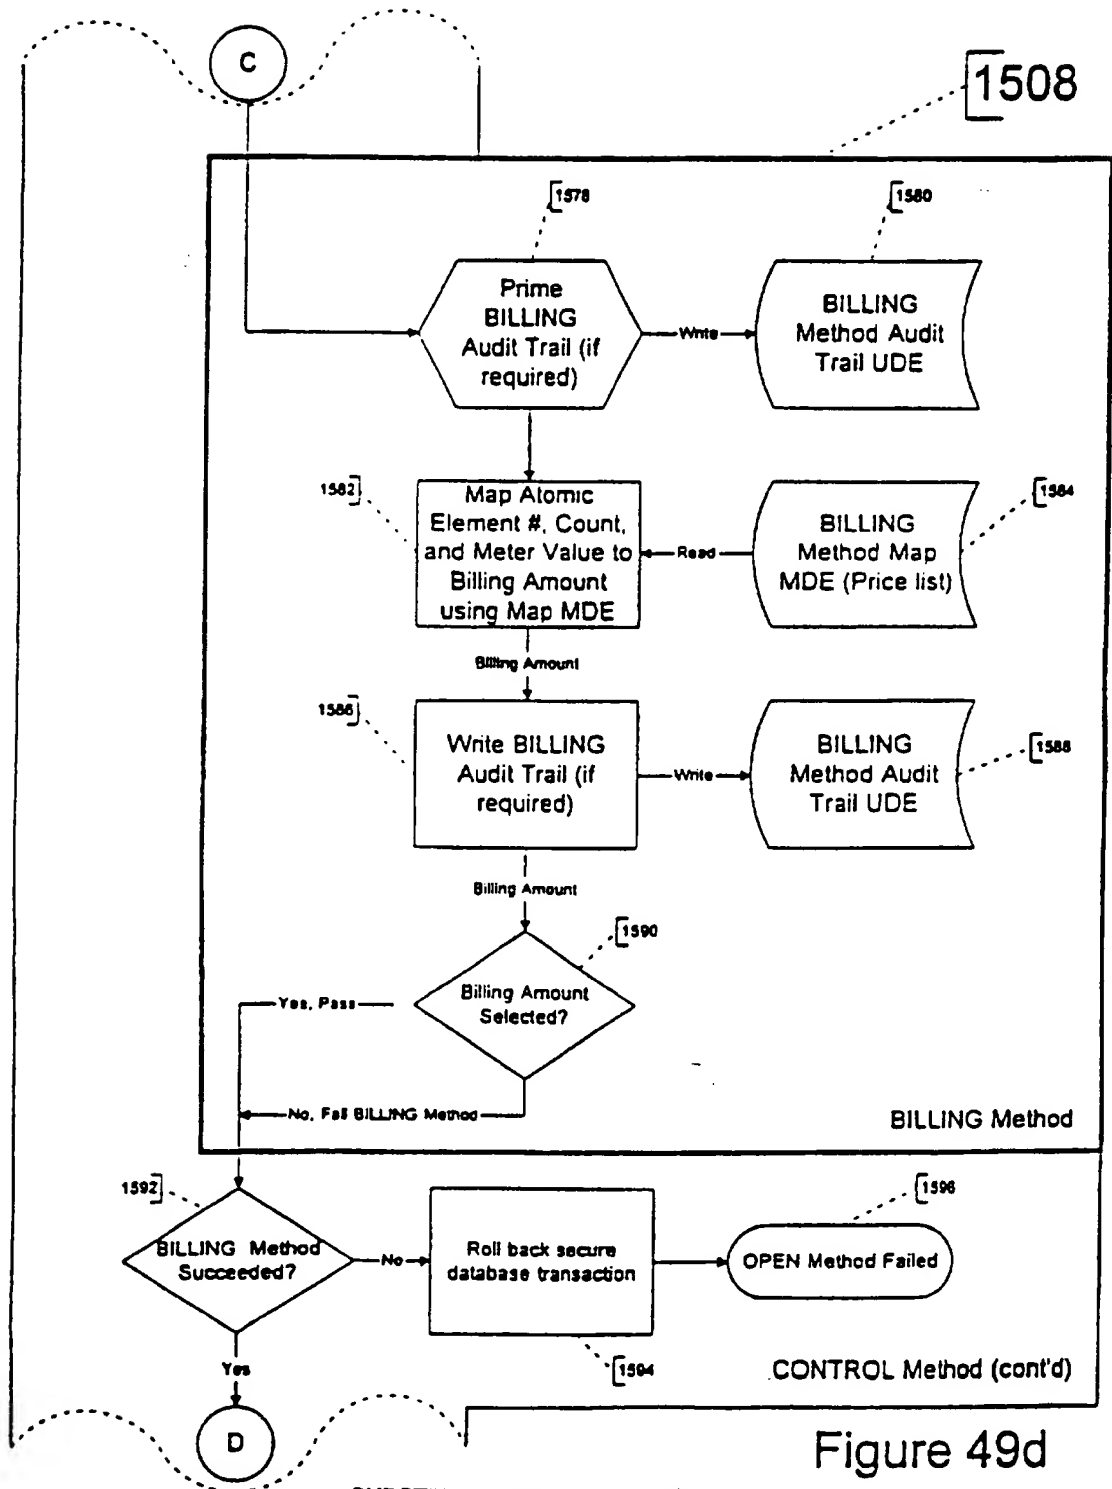 C
1508
1578
1580
Prime
BILLING
Audit Trail (if
required)
Write
BILLING
Method Audit
Trail UDE
1582
Map Atomic
Element #, Count,
and Meter Value to
Billing Amount
using Map MDE
Read
BILLING
Method Map
MDE (Price list)
1584
Billing Amount
1586
Write BILLING
Audit Trail (if
required)
Write
BILLING
Method Audit
Trail UDE
1588
Billing Amount
1590
Billing Amount
Selected?
Yes, Pass
No, Fail BILLING Method
BILLING Method
1592
BILLING Method
Succeeded?
No
Roll back secure
database transaction
1596
OPEN Method Failed
1594
Yes
CONTROL Method (cont'd)
D
Figure 49d